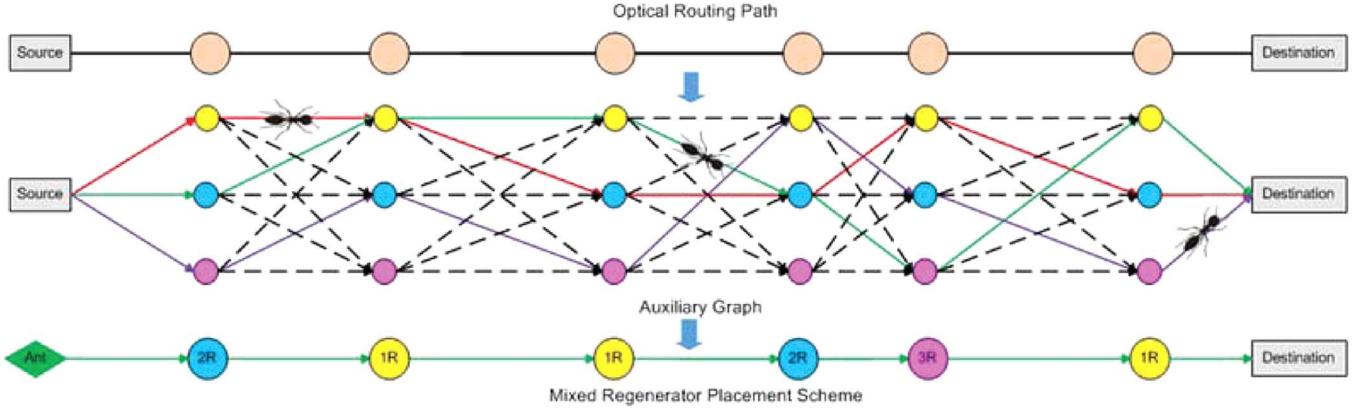 Optical Routing Path
Source
Destination
Source
Destination
Auxiliary Graph
Ant
2R
1R
1R
2R
3R
1R
Destination
Mixed Regenerator Placement Scheme